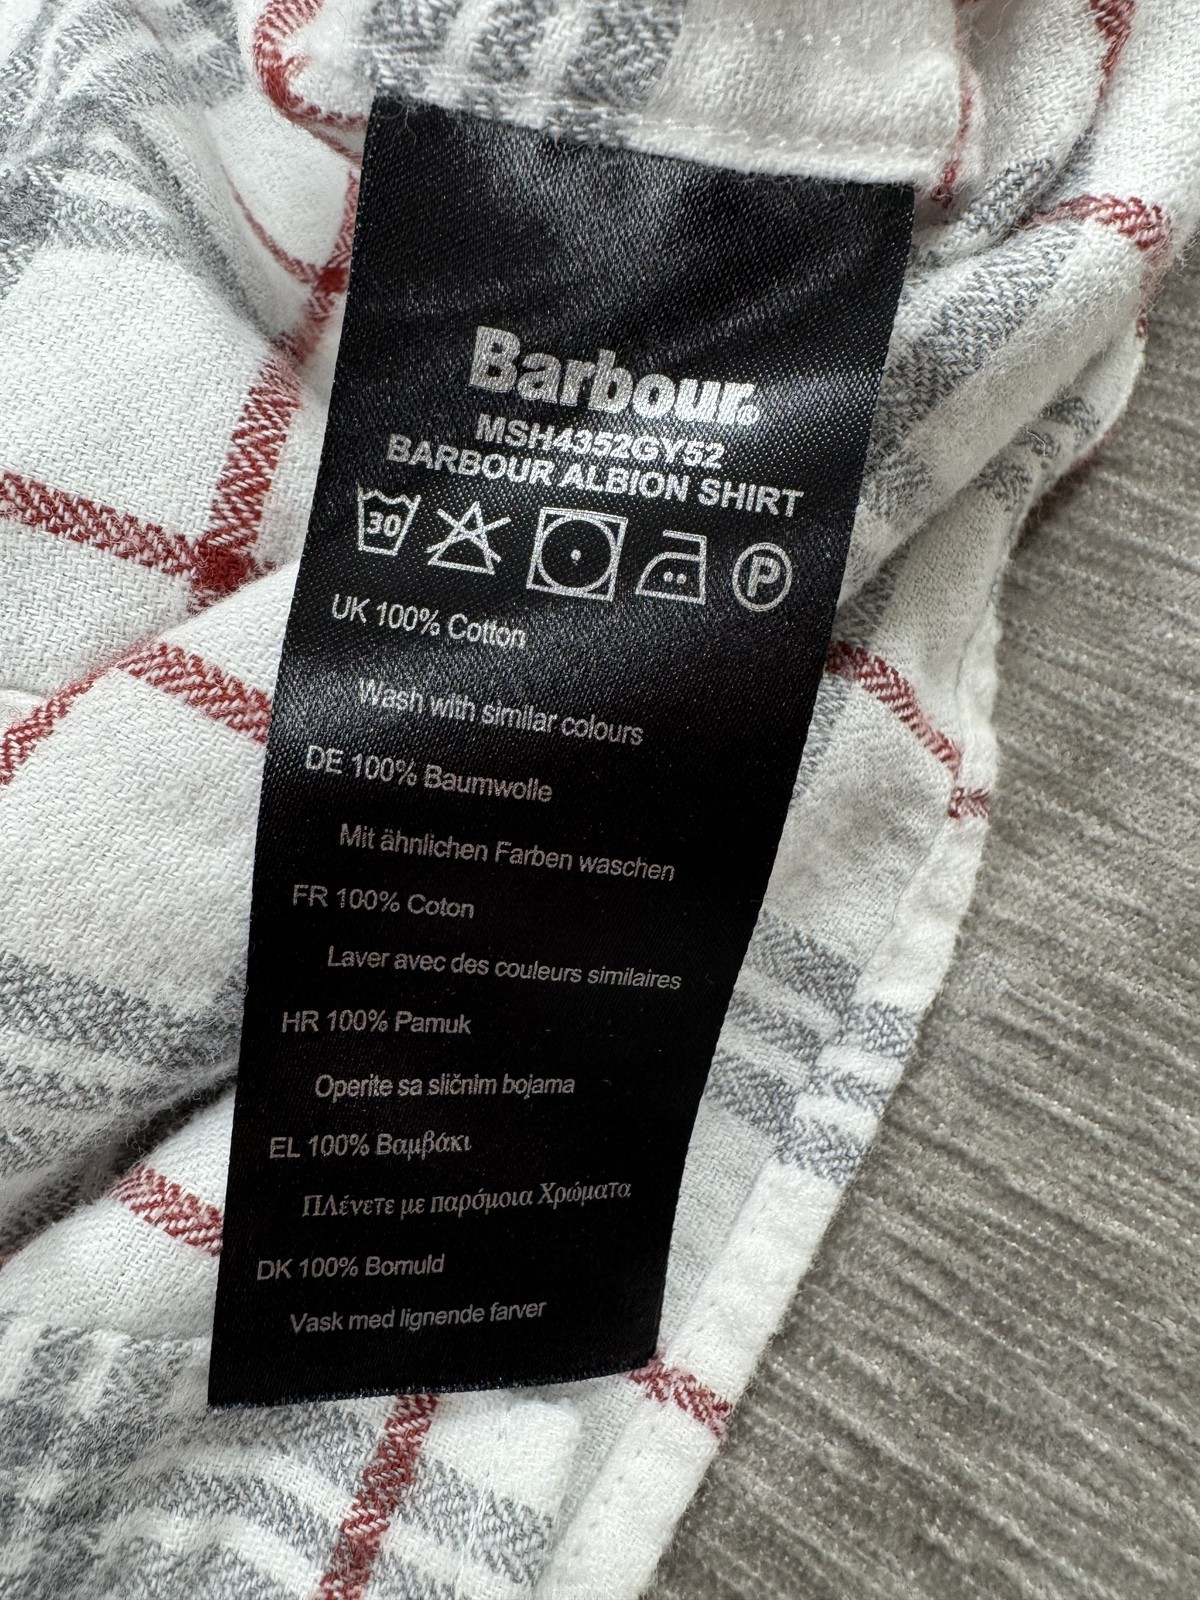 Barbour®
MSH4352GY52
BARBOUR ALBION SHIRT
30 P
UK 100% Cotton
Wash with similar colours
DE 100% Baumwolle
Mit ähnlichen Farben waschen
FR 100% Coton
Laver avec des couleurs similaires
HR 100% Pamuk
Operite sa sličnim bojama
EL 100% Βαμβάκι
Πλένετε με παρόμοια Χρώματα
DK 100% Bomuld
Vask med lignende farver